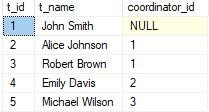 t_id t_name coordinator_id
1 John Smith NULL
2 Alice Johnson 1
3 Robert Brown 1
4 Emily Davis 2
5 Michael Wilson 3